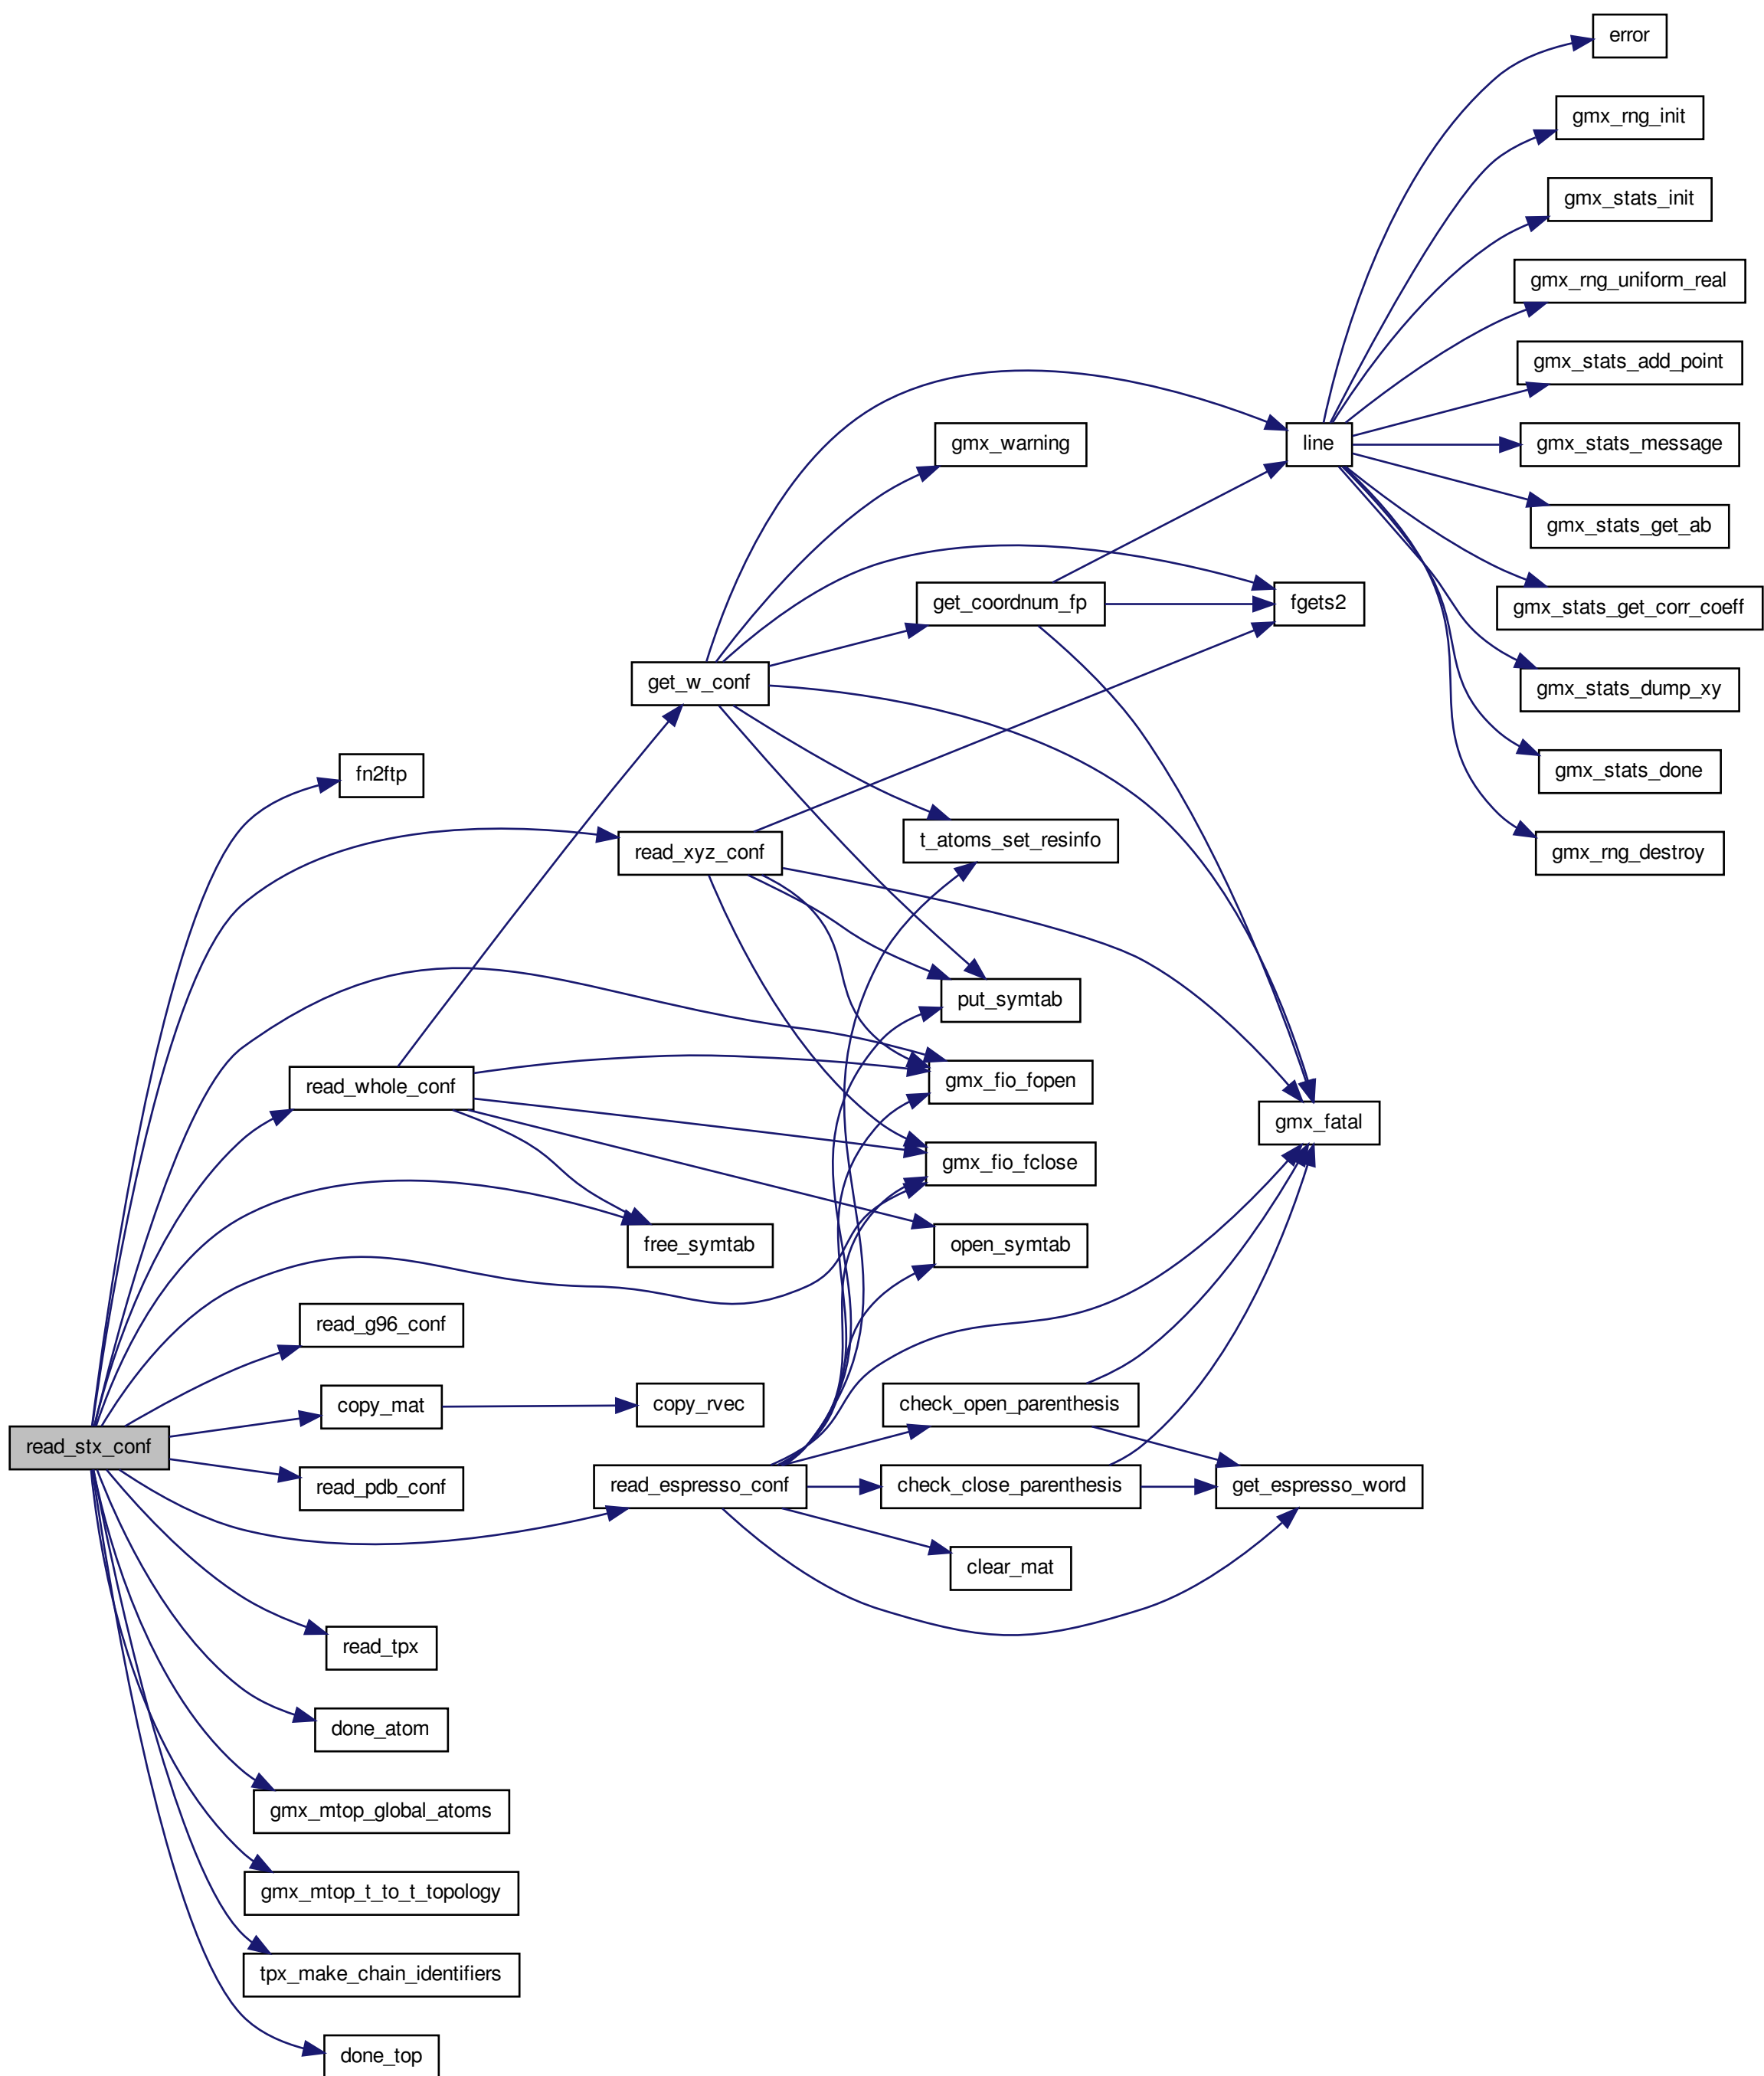 error
gmx_rng_init
gmx_stats_init
gmx_rng_uniform_real
gmx_stats_add_point
gmx_warning
line
gmx_stats_message
gmx_stats_get_ab
get_coordnum_fp
fgets2
gmx_stats_get_corr_coeff
get_w_conf
gmx_stats_dump_xy
fn2ftp
gmx_stats_done
read_xyz_conf
t_atoms_set_resinfo
gmx_rng_destroy
put_symtab
read_whole_conf
gmx_fio_fopen
gmx_fatal
gmx_fio_fclose
free_symtab
open_symtab
read_g96_conf
copy_mat
copy_rvec
check_open_parenthesis
read_stx_conf
read_pdb_conf
read_espresso_conf
check_close_parenthesis
get_espresso_word
clear_mat
read_tpx
done_atom
gmx_mtop_global_atoms
gmx_mtop_t_to_t_topology
tpx_make_chain_identifiers
done_top